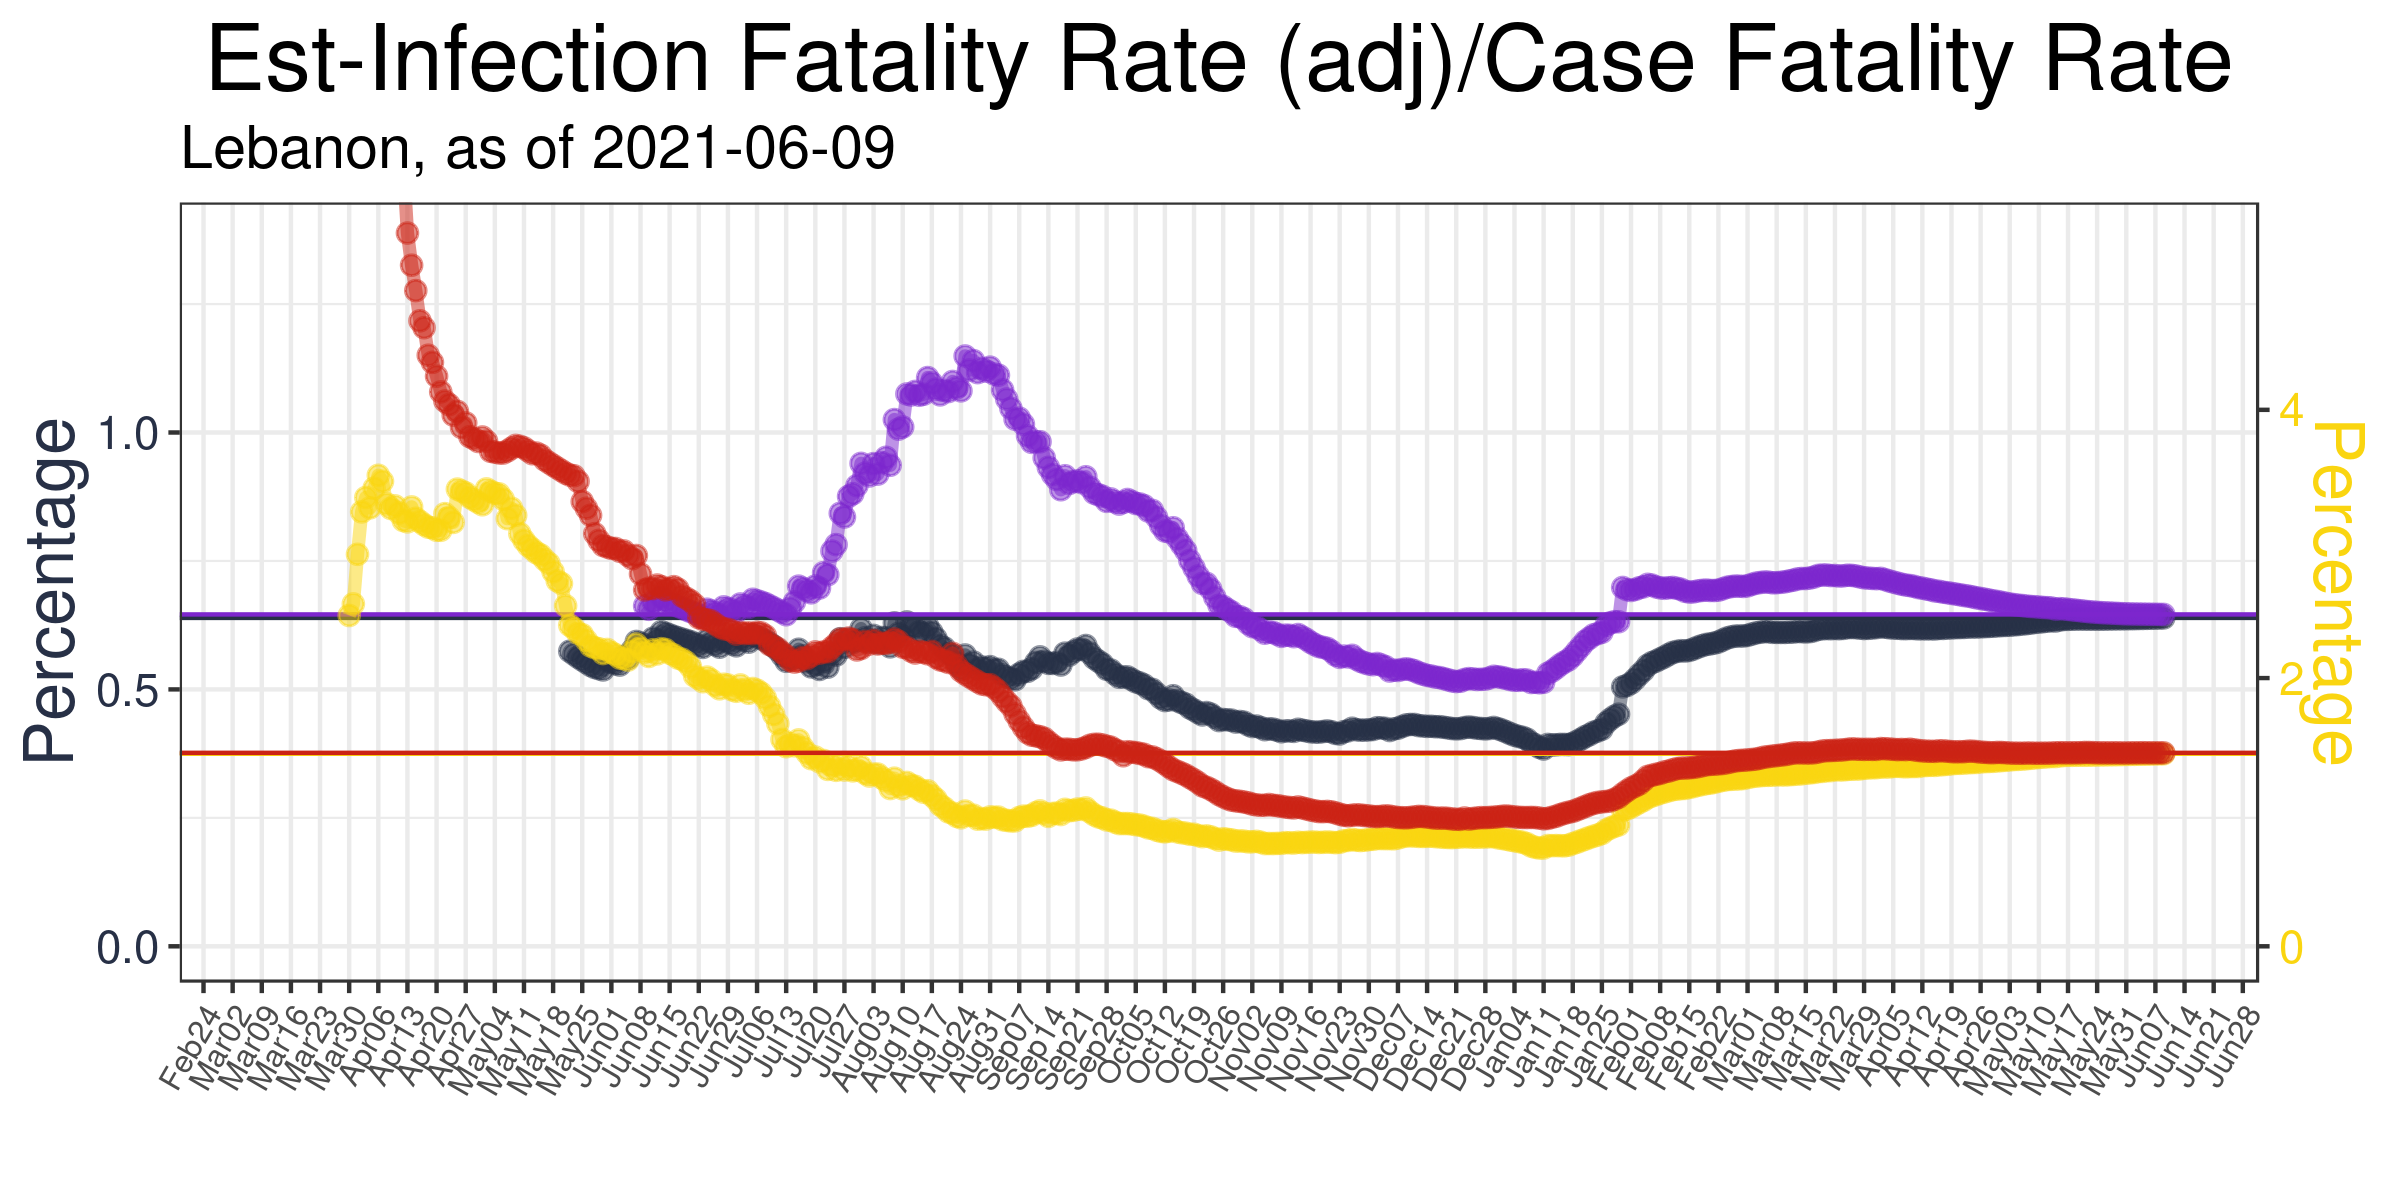 Est-Infection Fatality Rate (adj)/Case Fatality Rate
Lebanon, as of 2021-06-09
Percentage
1.0
0.5
0.0
4
2
0
Percentage
Feb24
Mar02
Mar09
Mar16
Mar23
Mar30
Apr06
Apr13
Apr20
Apr27
May04
May11
May18
May25
Jun01
Jun08
Jun15
Jun22
Jun29
Jul06
Jul13
Jul20
Jul27
Aug03
Aug10
Aug17
Aug24
Aug31
Sep07
Sep14
Sep21
Sep28
Oct05
Oct12
Oct19
Oct26
Nov02
Nov09
Nov16
Nov23
Nov30
Dec07
Dec14
Dec21
Dec28
Jan04
Jan11
Jan18
Jan25
Feb01
Feb08
Feb15
Feb22
Mar01
Mar08
Mar15
Mar22
Mar29
Apr05
Apr12
Apr19
Apr26
May03
May10
May17
May24
May31
Jun07
Jun14
Jun21
Jun28